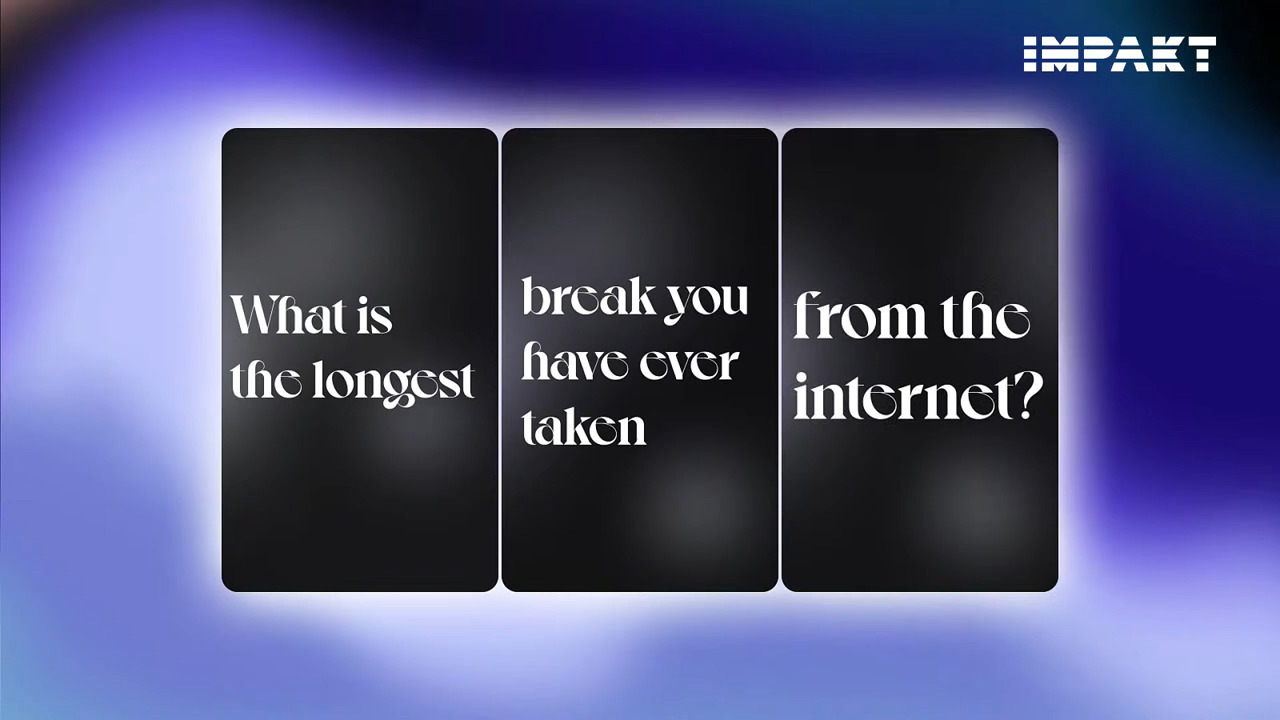 IMPAKT
What is
the longest
break you
have ever
taken
from the
internet?